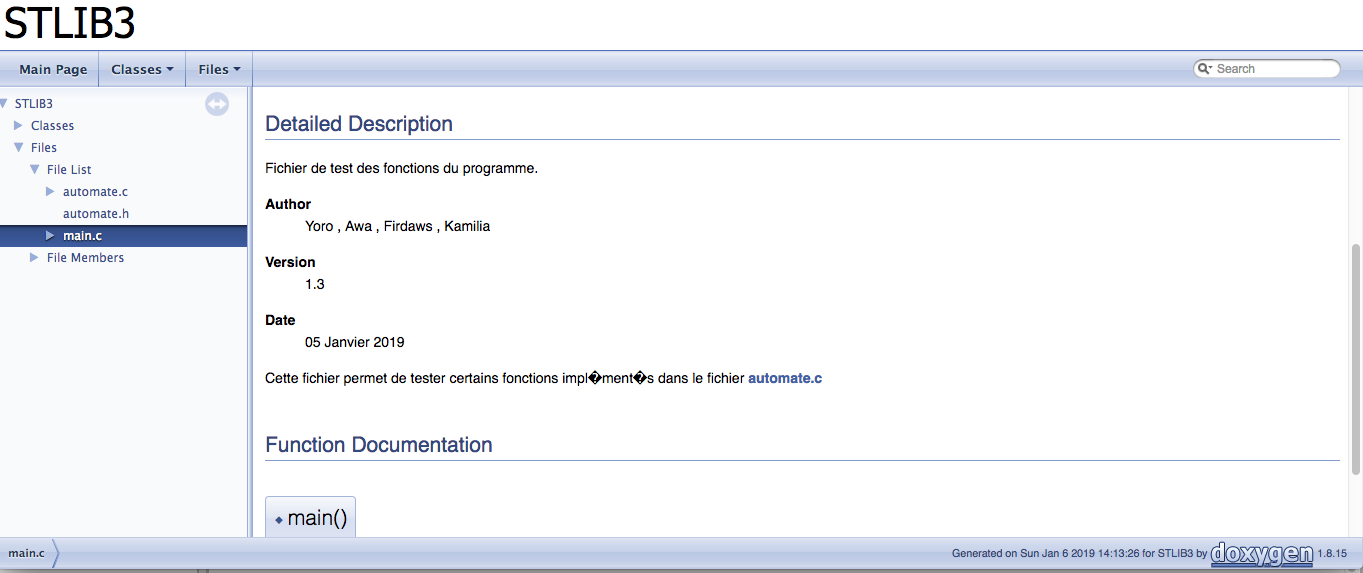 STLIB3
Main Page
Classes
Files
Search
STLIB3
Classes
Files
File List
automate.c
automate.h
main.c
File Members
Detailed Description
Fichier de test des fonctions du programme.
Author
Yoro , Awa , Firdaws , Kamilia
Version
1.3
Date
05 Janvier 2019
Cette fichier permet de tester certains fonctions impl�ment�s dans le fichier automate.c
Function Documentation
◆ main()
main.c
Generated on Sun Jan 6 2019 14:13:26 for STLIB3 by doxygen 1.8.15